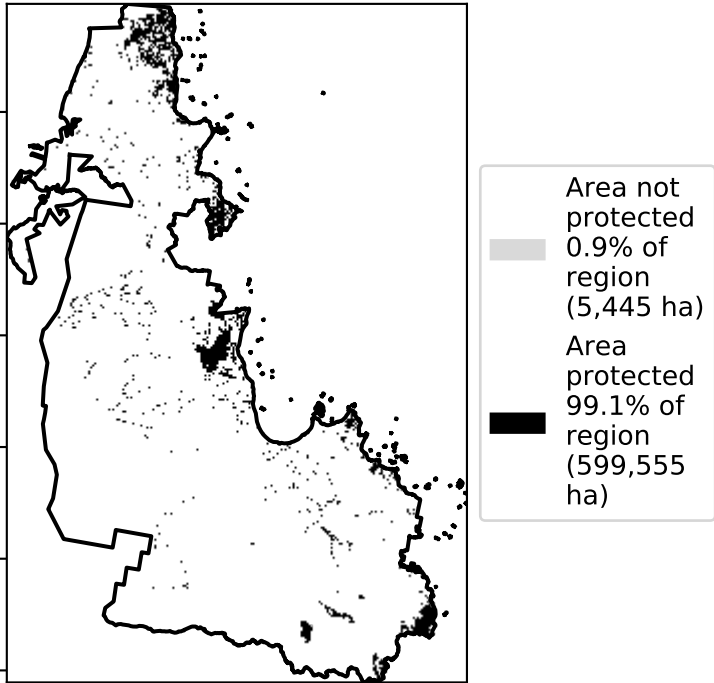 Area not
protected
0.9% of
region
(5,445 ha)
Area
protected
99.1% of
region
(599,555
ha)